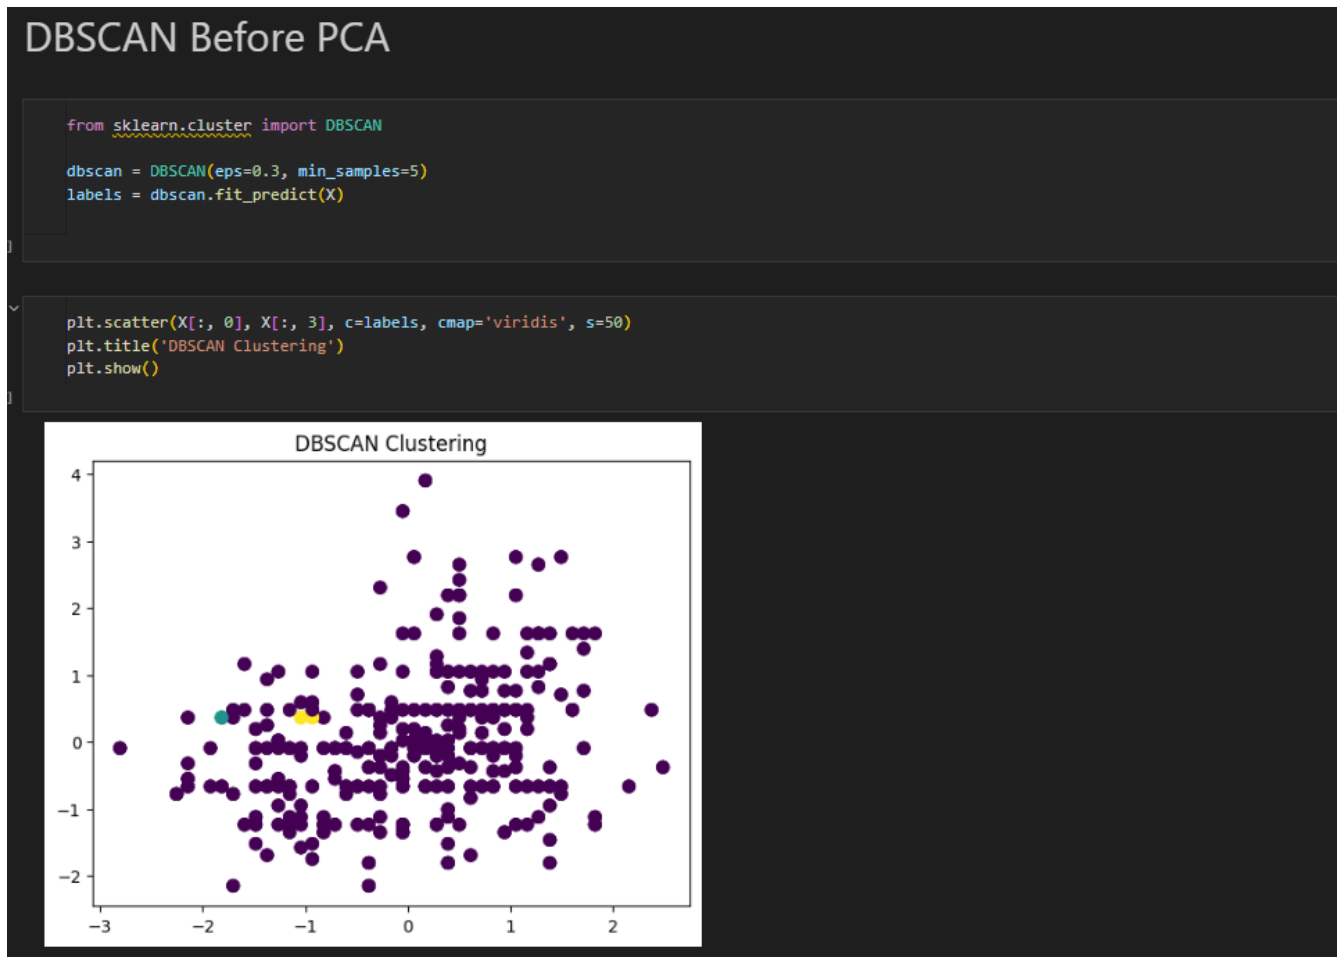 DBSCAN Before PCA
from sklearn.cluster import DBSCAN
dbscan = DBSCAN(eps=0.3, min_samples=5)
labels = dbscan.fit_predict(X)
]
plt.scatter(X[:, 0], X[:, 3], c=labels, cmap='viridis', s=50)
plt.title('DBSCAN Clustering')
plt.show()
]
DBSCAN Clustering
4
3
2
1
0
−1
−2
−3 −2 −1 0 1 2